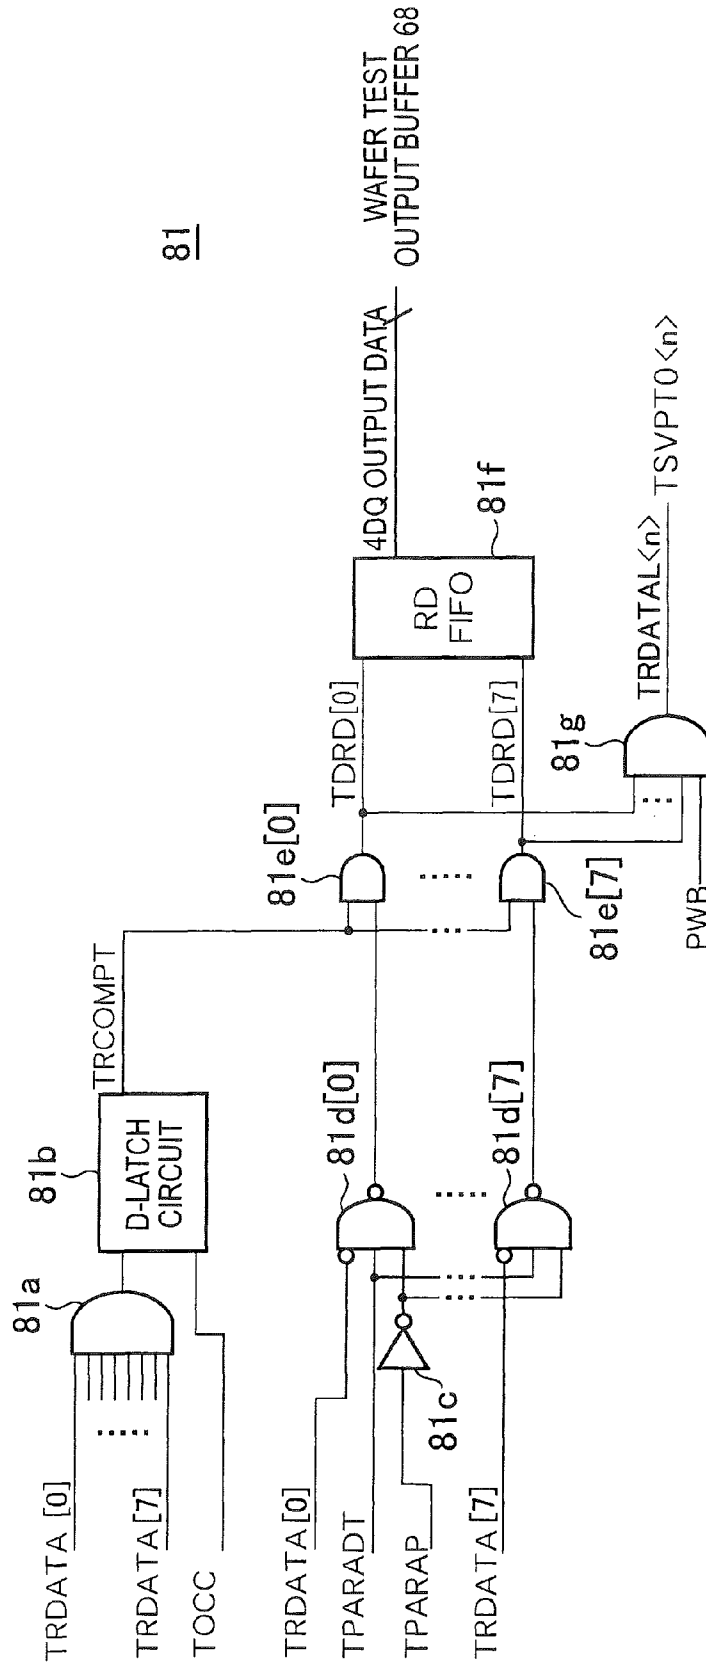 81
TRDATA [0]
TRDATA [7]
TOCC
81a
81b
D-LATCH
CIRCUIT
TRCOMPT
TRDATA [0]
TPARADT
TPARAP
TRDATA [7]
81c
81d[0]
81d[7]
81e[0]
81e[7]
TDRD[0]
TDRD[7]
RD
FIFO
81f
4DQ OUTPUT DATA
WAFER TEST
OUTPUT BUFFER 68
PWR
81g
TRDATAL<n>
TSVPTO<n>